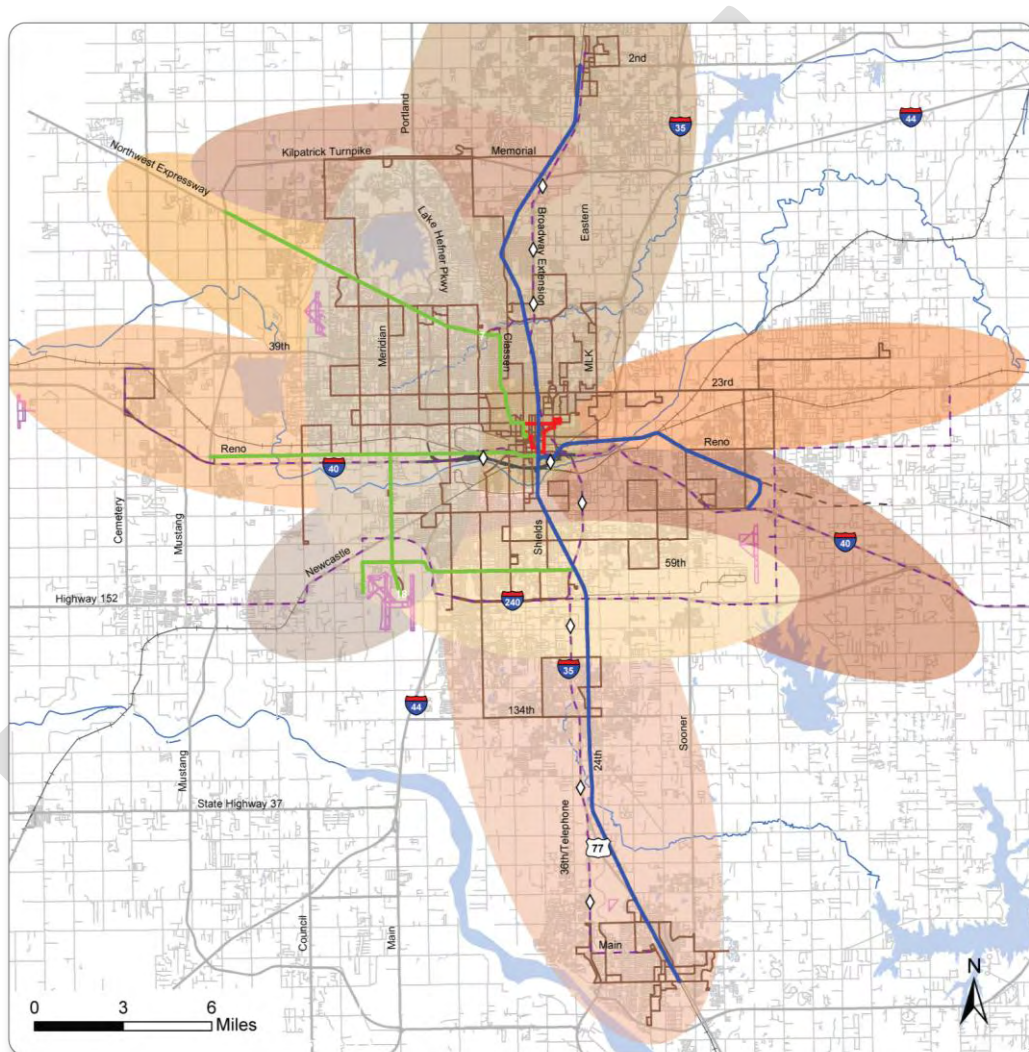 2nd
Portland
35
44
Kilpatrick Turnpike
Memorial
Northwest Expressway
Lake Hefner Pkwy
Broadway Extension
Eastern
39th
Meridian
Classen
MLK
23rd
Reno
Reno
40
Cemetery
Mustang
Shields
40
Newcastle
59th
Highway 152
240
35
44
134th
Sooner
24th
Mustang
State Highway 37
36th/Telephone
77
Council
Main
Main
N
0 3 6
Miles